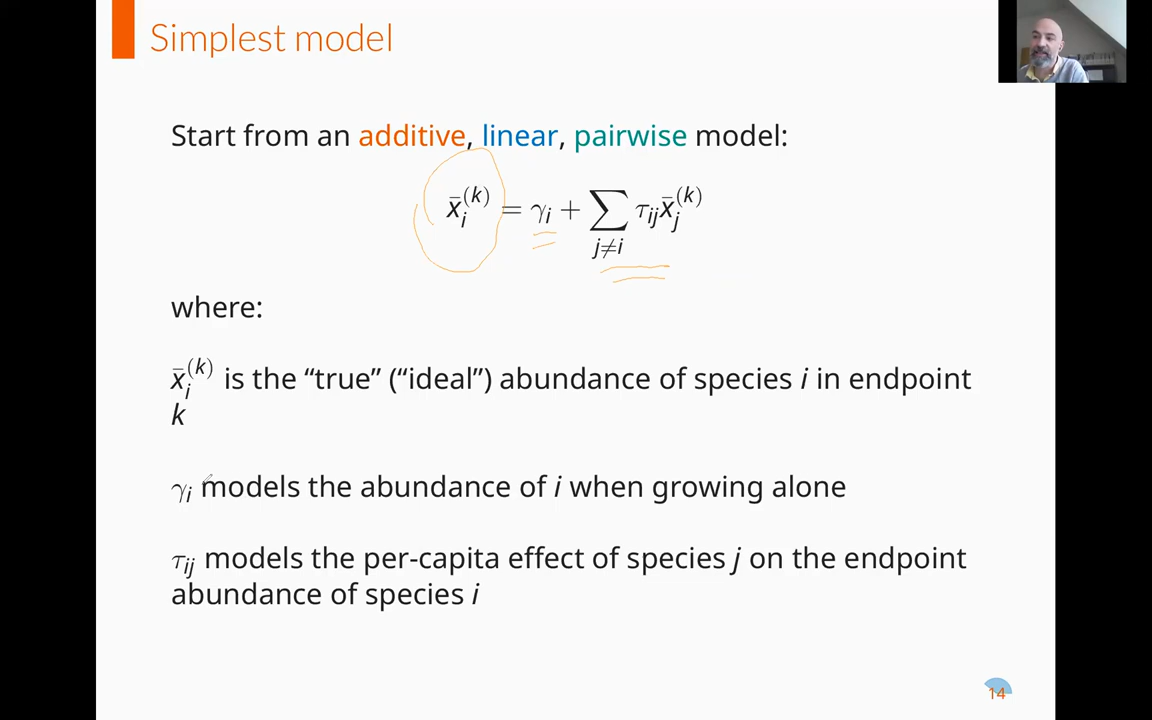 Simplest model
Start from an additive, linear, pairwise model:
x̄ᵢ⁽ᵏ⁾ = γᵢ + ∑_{j≠i} τᵢⱼ x̄ⱼ⁽ᵏ⁾
where:
x̄ᵢ⁽ᵏ⁾ is the “true” (“ideal”) abundance of species i in endpoint
k
γᵢ models the abundance of i when growing alone
τᵢⱼ models the per-capita effect of species j on the endpoint
abundance of species i
14